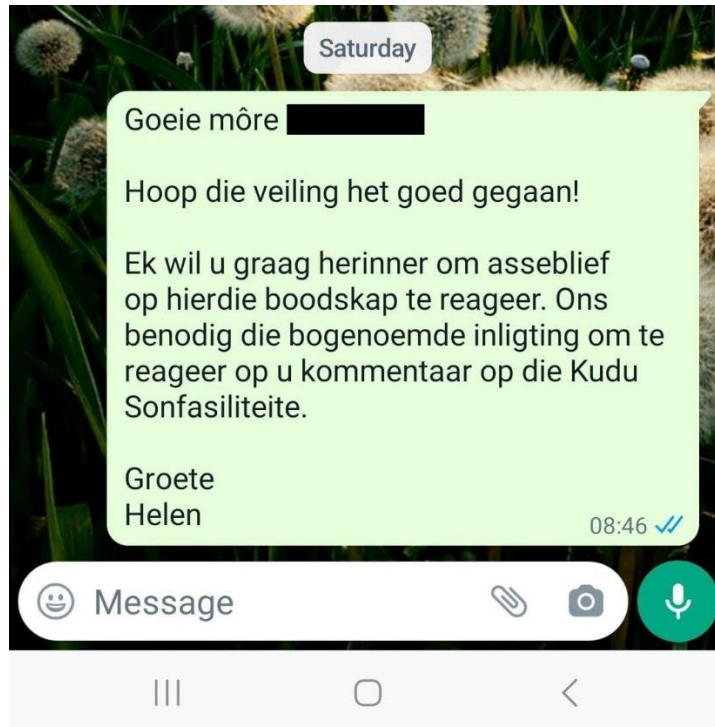 Saturday
Goeie môre
Hoop die veiling het goed gegaan!
Ek wil u graag herinner om asseblief
op hierdie boodskap te reageer. Ons
benodig die bogenoemde inligting om te
reageer op u kommentaar op die Kudu
Sonfasiliteite.
Groete
Helen
08:46
Message